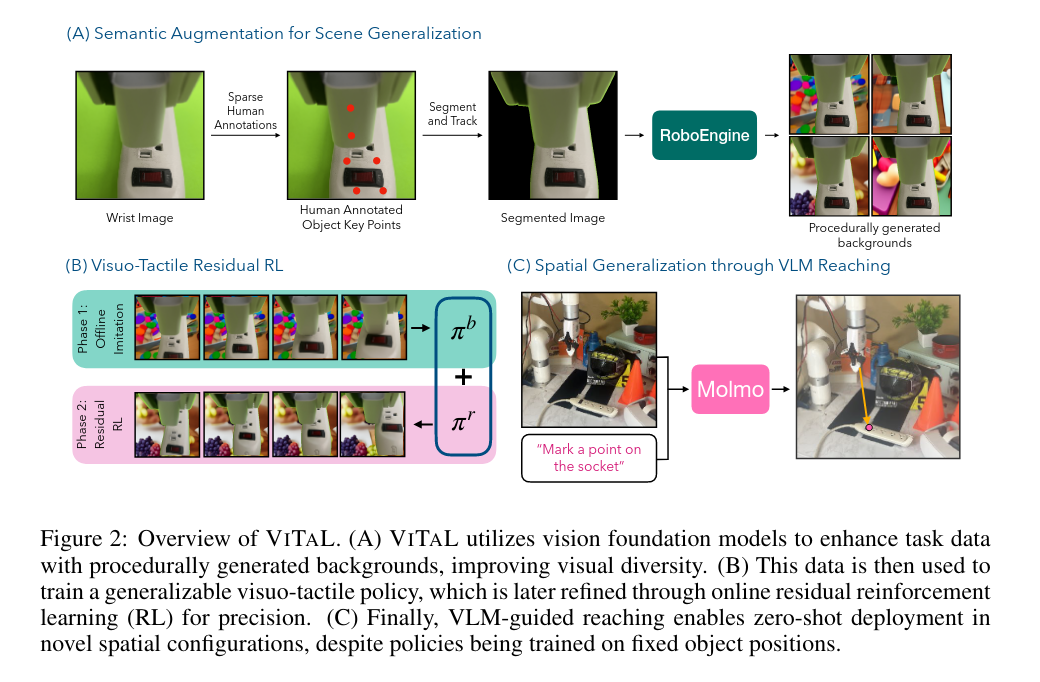 (A) Semantic Augmentation for Scene Generalization
Sparse
Human
Annotations
Segment
and Track
RoboEngine
Wrist Image
Human Annotated
Object Key Points
Segmented Image
Procedurally generated
backgrounds
(B) Visuo-Tactile Residual RL
Phase 1:
Offline
Imitation
π^b
+
Phase 2:
Residual
RL
π^r
(C) Spatial Generalization through VLM Reaching
Molmo
“Mark a point on
the socket”
Figure 2: Overview of VITAL. (A) VITAL utilizes vision foundation models to enhance task data
with procedurally generated backgrounds, improving visual diversity. (B) This data is then used to
train a generalizable visuo-tactile policy, which is later refined through online residual reinforcement
learning (RL) for precision. (C) Finally, VLM-guided reaching enables zero-shot deployment in
novel spatial configurations, despite policies being trained on fixed object positions.